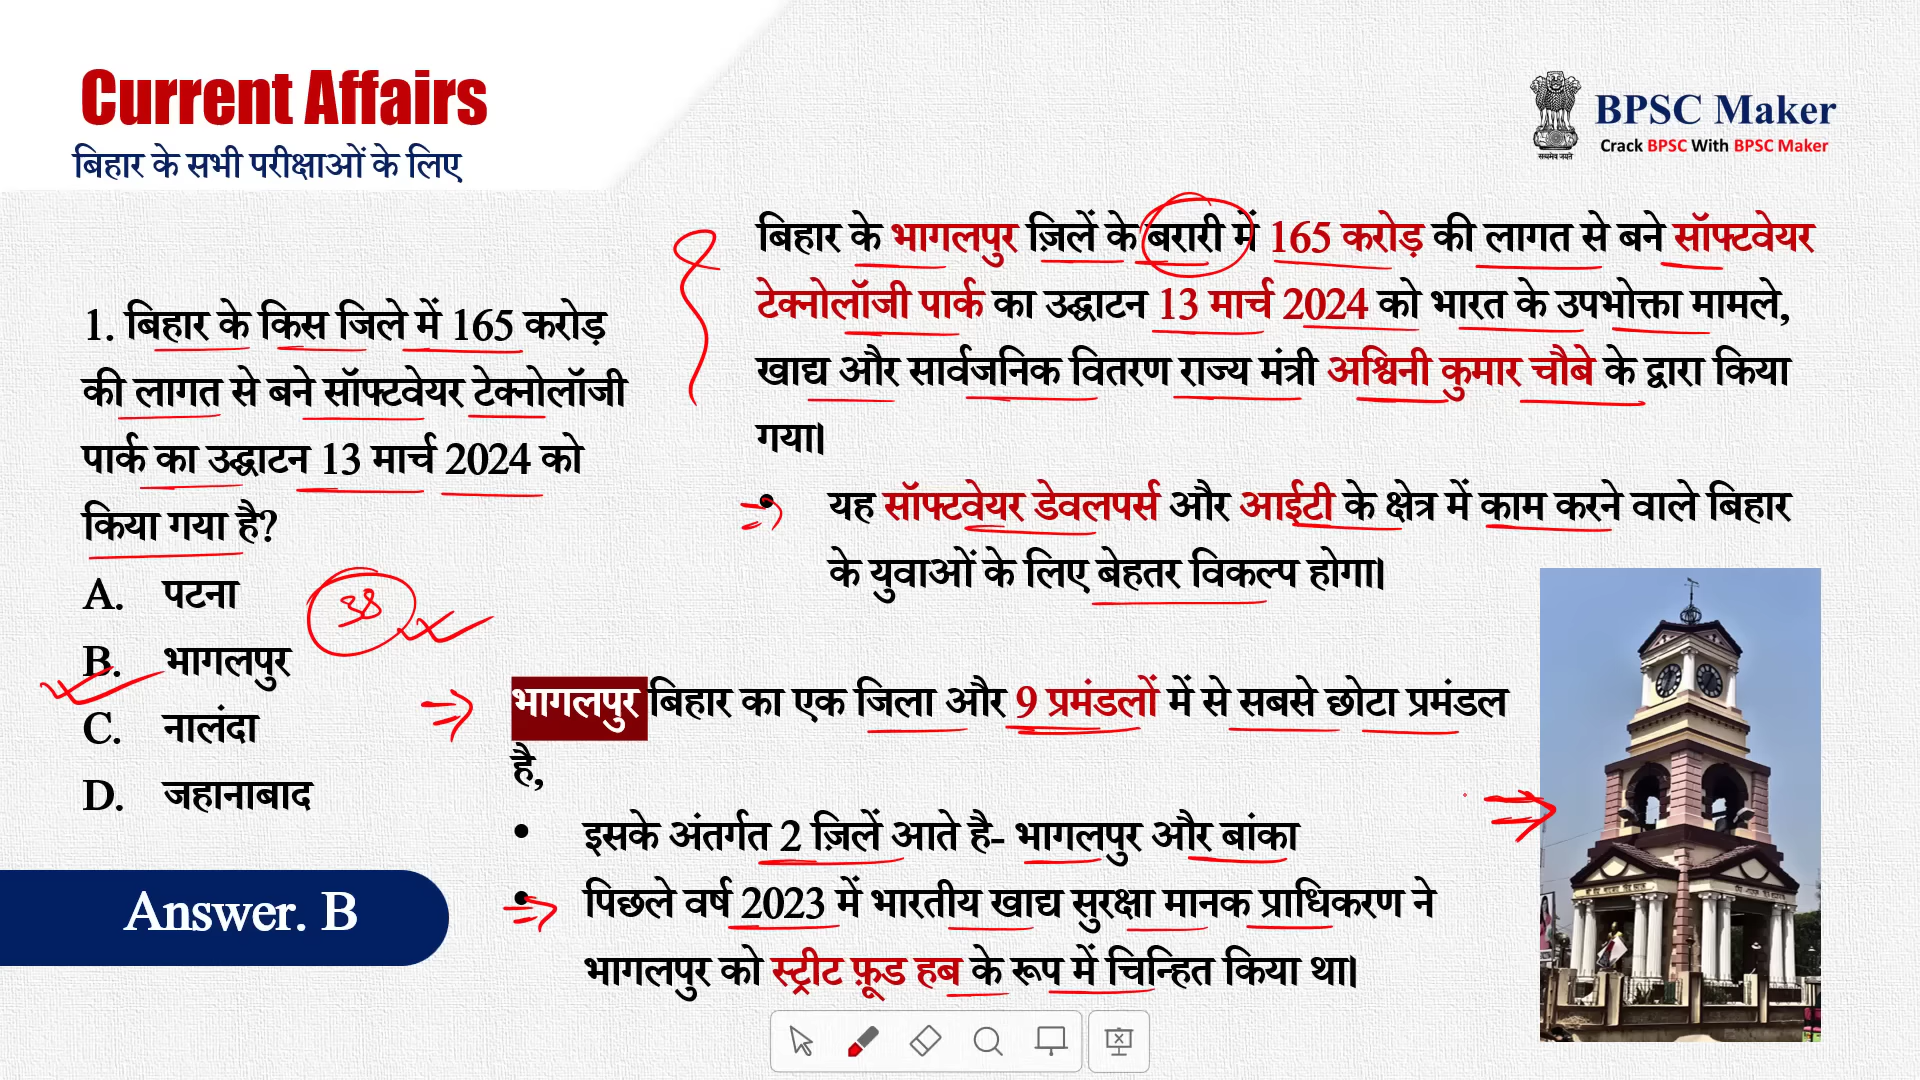 Current Affairs
बिहार के सभी परीक्षाओं के लिए
BPSC Maker
Crack BPSC With BPSC Maker
सत्यमेव जयते
1. बिहार के किस जिले में 165 करोड़
की लागत से बने सॉफ्टवेयर टेक्नोलॉजी
पार्क का उद्घाटन 13 मार्च 2024 को
किया गया है?
A. पटना
B. भागलपुर
C. नालंदा
D. जहानाबाद
38
Answer. B
बिहार के भागलपुर ज़िलें के बरारी में 165 करोड़ की लागत से बने सॉफ्टवेयर
टेक्नोलॉजी पार्क का उद्घाटन 13 मार्च 2024 को भारत के उपभोक्ता मामले,
खाद्य और सार्वजनिक वितरण राज्य मंत्री अश्विनी कुमार चौबे के द्वारा किया
गया।
• यह सॉफ्टवेयर डेवलपर्स और आईटी के क्षेत्र में काम करने वाले बिहार
के युवाओं के लिए बेहतर विकल्प होगा।
भागलपुर बिहार का एक जिला और 9 प्रमंडलों में से सबसे छोटा प्रमंडल
है,
• इसके अंतर्गत 2 ज़िलें आते है- भागलपुर और बांका
• पिछले वर्ष 2023 में भारतीय खाद्य सुरक्षा मानक प्राधिकरण ने
भागलपुर को स्ट्रीट फ़ूड हब के रूप में चिन्हित किया था।